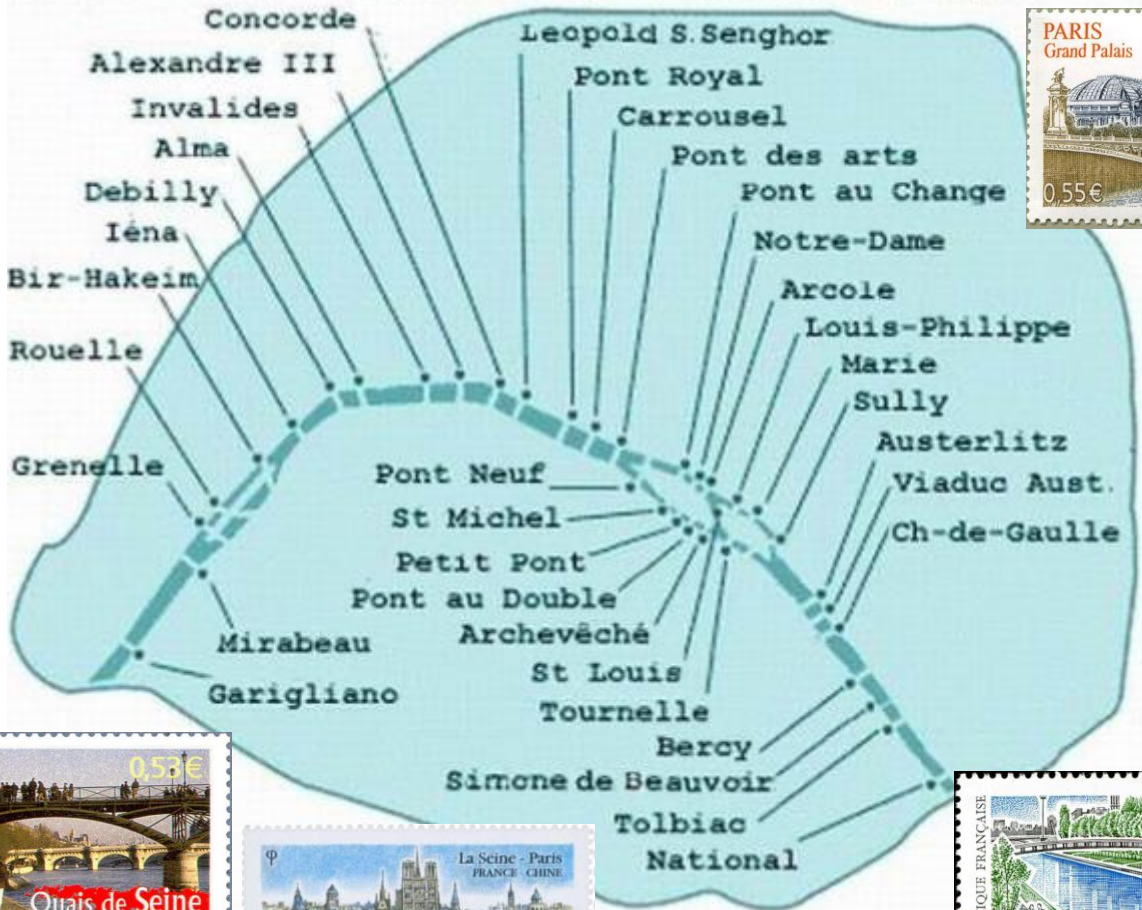 Concorde
Alexandre III
Invalides
Alma
Debilly
Iéna
Bir-Hakeim
Rouelle
Grenelle
Mirabeau
Garigliano
Leopold S.Senghor
Pont Royal
Carrousel
Pont des arts
Pont au Change
Notre-Dame
Arcole
Louis-Philippe
Marie
Sully
Austerlitz
Viaduc Aust.
Ch-de-Gaulle
Pont Neuf
St Michel
Petit Pont
Pont au Double
Archevêché
St Louis
Tournelle
Bercy
Simone de Beauvoir
Tolbiac
National
PARIS
Grand Palais
0,55€
0,53€
Quais de Seine
φ
La Seine - Paris
FRANCE CHINE
IQUE FRANÇAISE